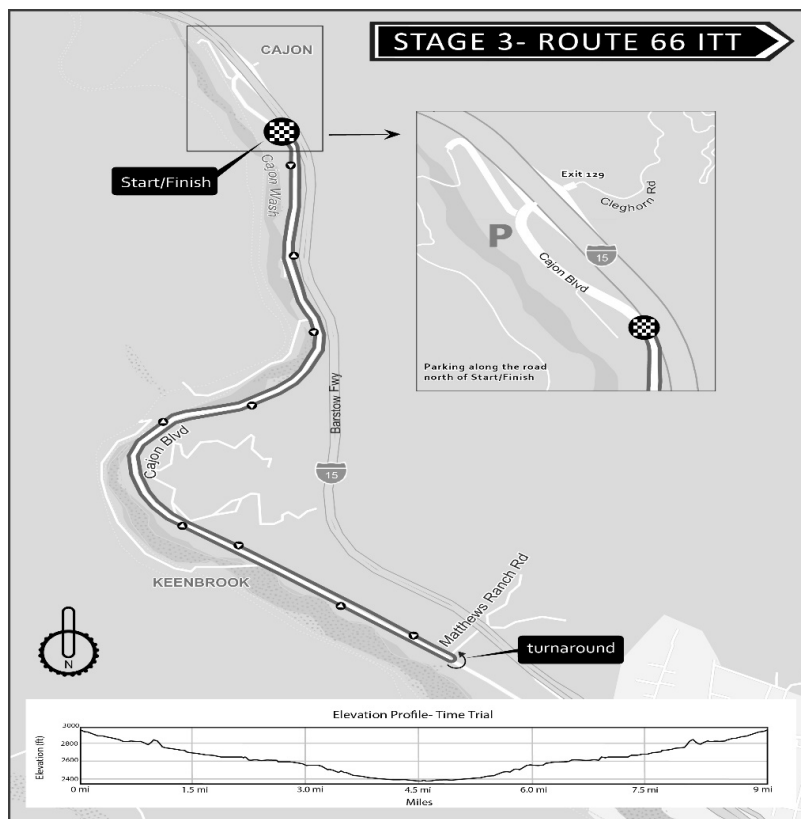 STAGE 3- ROUTE 66 ITT
CAJON
Start/Finish
Cajon Wash
Exit 129
Cleghorn Rd
P
15
Cajon Blvd
Parking along the road
north of Start/Finish
Barstow Fwy
Cajon Blvd
15
KEENBROOK
Matthews Ranch Rd
turnaround
N
Elevation Profile- Time Trial
Elevation (ft)
3000
2800
2600
2400
0 mi 1.5 mi 3.0 mi 4.5 mi 6.0 mi 7.5 mi 9 mi
Miles